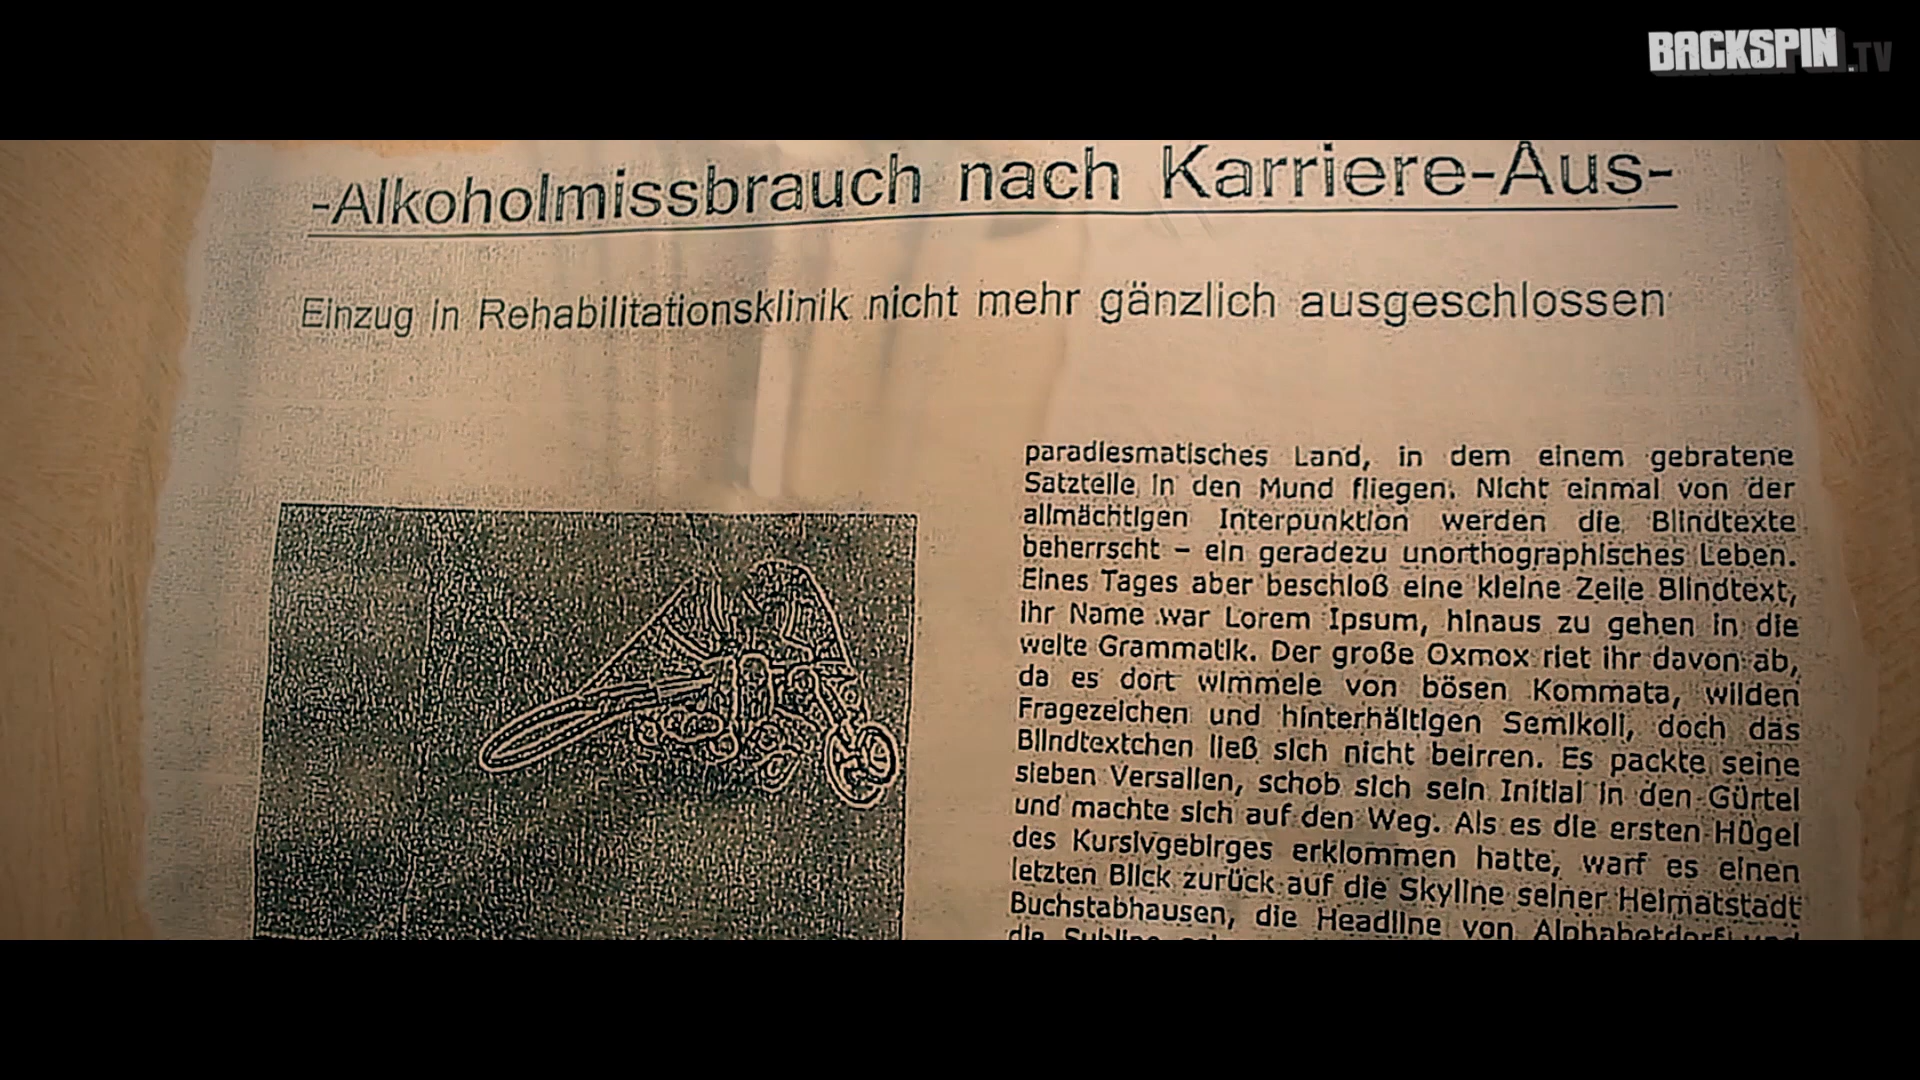 BACKSPIN.TV
-Alkoholmissbrauch nach Karriere-Aus-
Einzug in Rehabilitationsklinik nicht mehr gänzlich ausgeschlossen
paradiesmatisches Land, in dem einem gebratene
Satzteile in den Mund fliegen. Nicht einmal von der
allmächtigen Interpunktion werden die Blindtexte
beherrscht – ein geradezu unorthographisches Leben.
Eines Tages aber beschloß eine kleine Zeile Blindtext,
ihr Name war Lorem Ipsum, hinaus zu gehen in die
weite Grammatik. Der große Oxmox riet ihr davon ab,
da es dort wimmele von bösen Kommata, wilden
Fragezeichen und hinterhältigen Semikoli, doch das
Blindtextchen ließ sich nicht beirren. Es packte seine
sieben Versalien, schob sich sein Initial in den Gürtel
und machte sich auf den Weg. Als es die ersten Hügel
des Kursivgebirges erklommen hatte, warf es einen
letzten Blick zurück auf die Skyline seiner Heimatstadt
Buchstabhausen, die Headline von Alphabetdorf und
die Subline